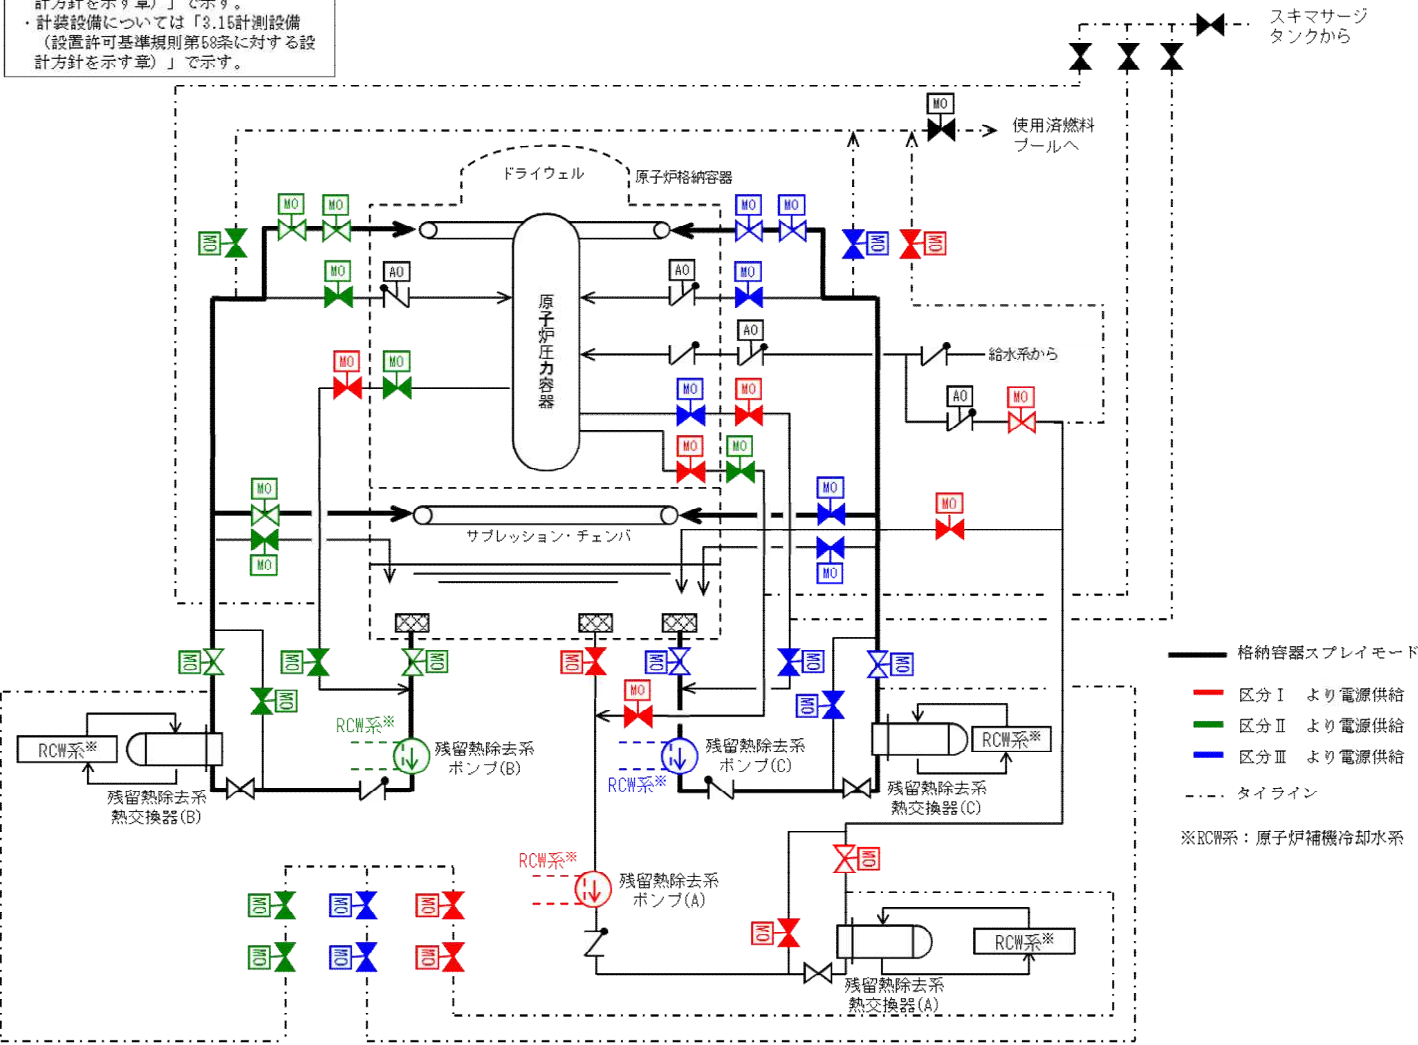 計方針を示す章）」で示す。
・計装設備については「3.15計測設備
（設置許可基準規則第58条に対する設
計方針を示す章）」で示す。
スキマサージ
タンクから
MO
使用済燃料
プールへ
ドライウェル
原子炉格納容器
MO
MO
MO
MO
MO
MO
MO
MO
AO
AO
MO
原子炉圧力容器
AO
給水系から
MO
MO
MO
MO
AO
MO
MO
MO
MO
MO
MO
サプレッション・チェンバ
MO
MO
MO
MO
MO
MO
MO
MO
MO
MO
MO
MO
MO
格納容器スプレイモード
区分Ⅰ より電源供給
区分Ⅱ より電源供給
区分Ⅲ より電源供給
タイライン
※RCW系：原子炉補機冷却水系
RCW系※
RCW系※
残留熱除去系
ポンプ(B)
残留熱除去系
熱交換器(B)
RCW系※
残留熱除去系
ポンプ(C)
RCW系※
残留熱除去系
熱交換器(C)
RCW系※
残留熱除去系
ポンプ(A)
MO
MO
MO
MO
MO
MO
MO
MO
RCW系※
残留熱除去系
熱交換器(A)